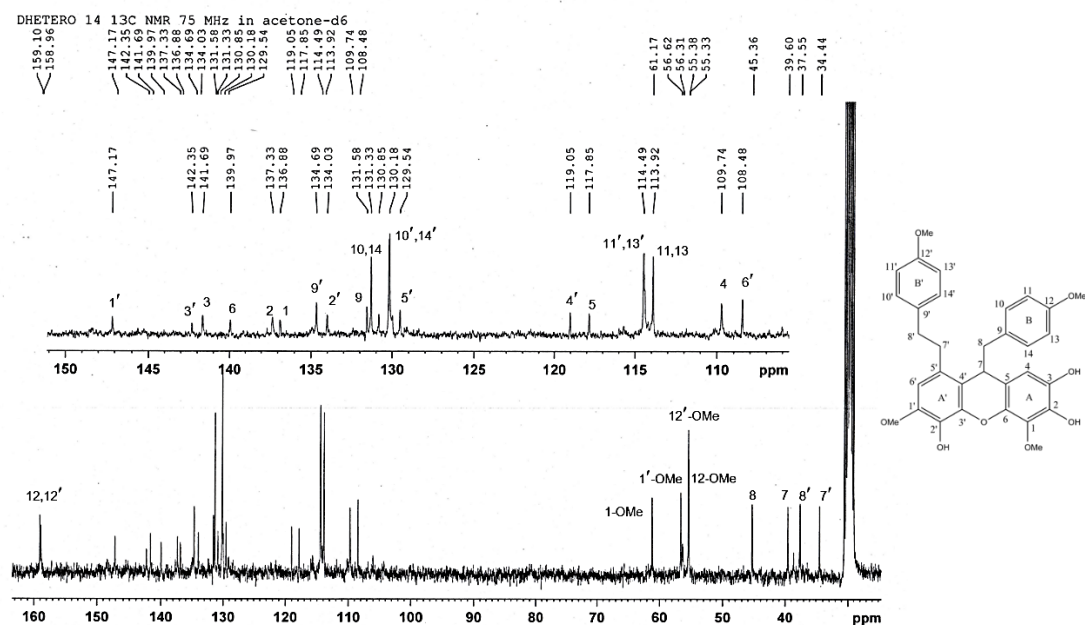 DHETERO 14 13C NMR 75 MHz in acetone-d6
159.10 158.96 147.17 142.35 141.69 139.97 137.33 136.88 134.69 134.03 131.58 131.33 130.85 130.18 129.54 119.05 117.85 114.49 113.92 109.74 108.48 61.17 56.62 56.31 55.38 55.33 45.36 39.60 37.55 34.44
147.17 142.35 141.69 139.97 137.33 136.88 134.69 134.03 131.58 131.33 130.85 130.18 129.54 119.05 117.85 114.49 113.92 109.74 108.48
1' 3' 3 6 2 1 9' 2' 9 10,14 10',14' 5' 4' 5 11',13' 11,13 4 6'
150 145 140 135 130 125 120 115 110 ppm
12,12' 1-OMe 1'-OMe 12'-OMe 12-OMe 8 7 8' 7'
160 150 140 130 120 110 100 90 80 70 60 50 40 ppm
OMe
12'
11' 13'
B'
10' 14'
9'
8'
7'
11
10 12 OMe
B
9 13
8 14
7
5' 4' 5 4
6' 3 OH
A' A
1' 3' 6 2
MeO 2' O 1 OH
OH OMe